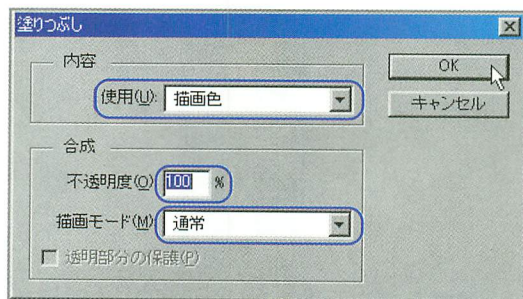 塗りつぶし
内容
使用(U): 描画色
OK
キャンセル
合成
不透明度(O): 100 %
描画モード(M): 通常
透明部分の保護(P)